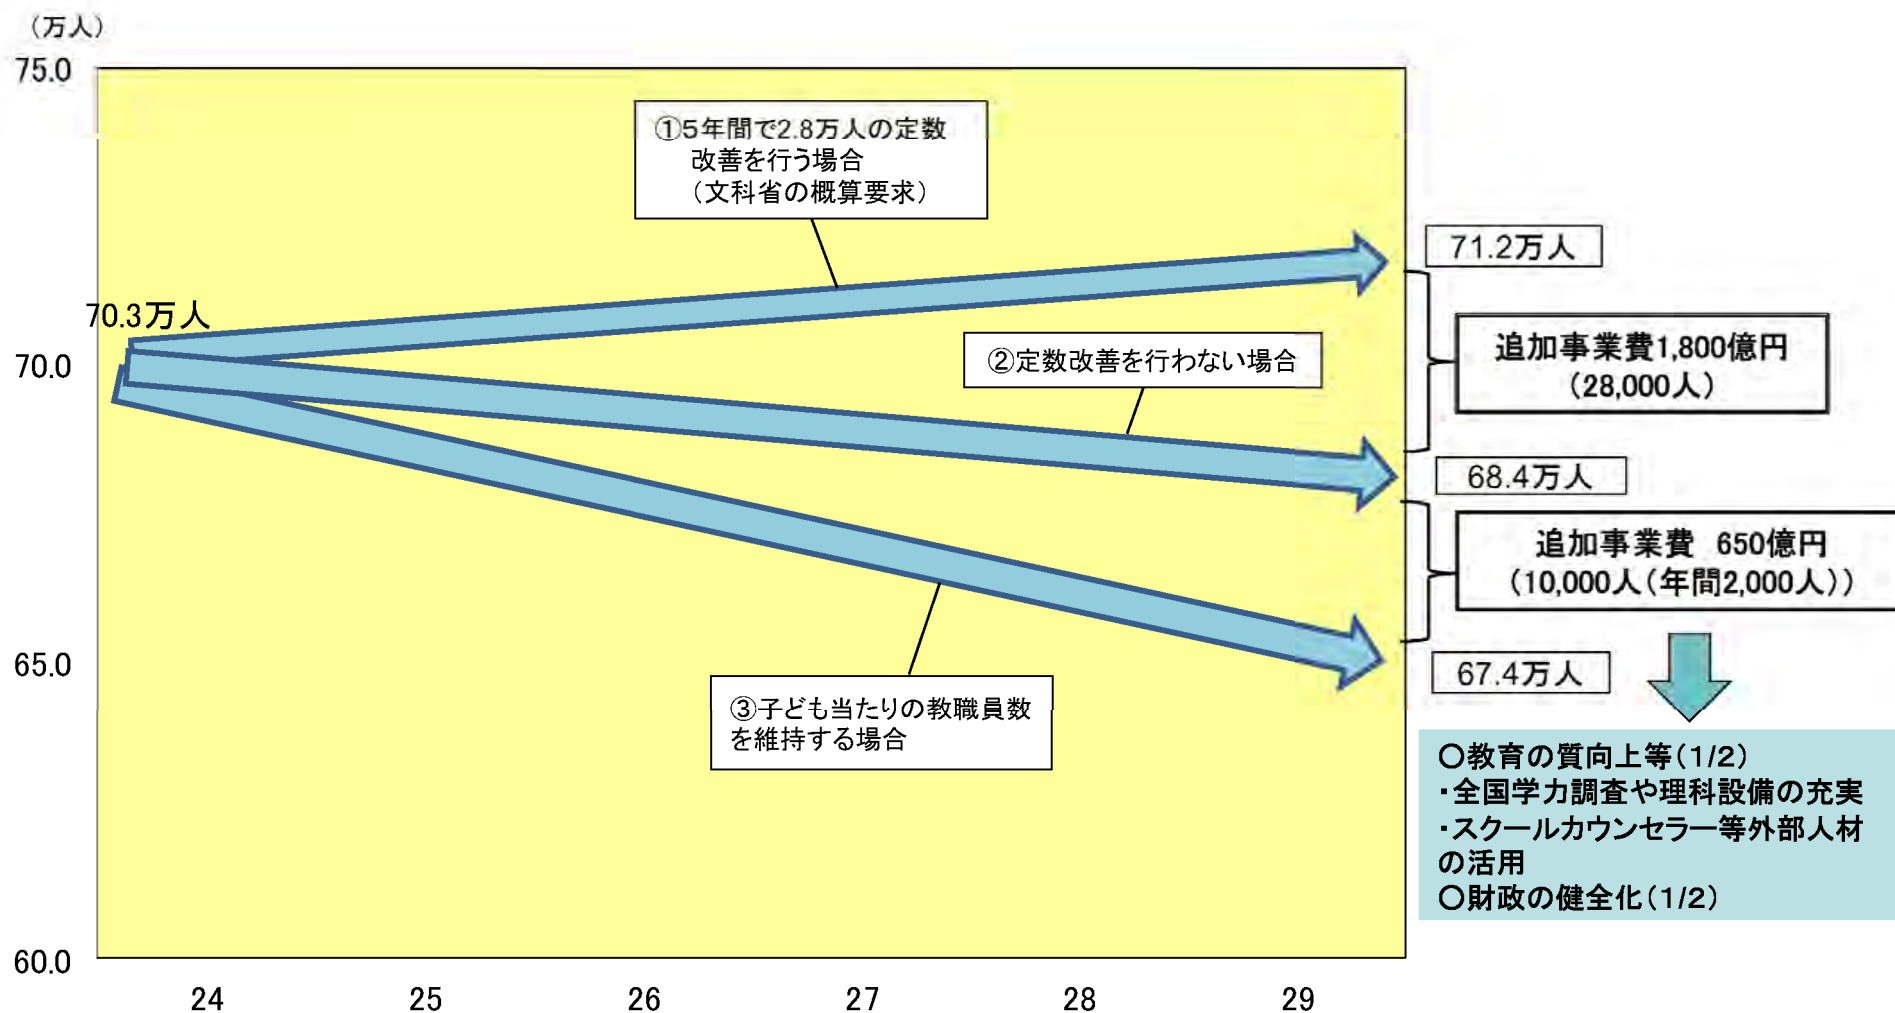 （万人）
75.0
①5年間で2.8万人の定数
改善を行う場合
（文科省の概算要求）
71.2万人
70.3万人
追加事業費1,800億円
（28,000人）
②定数改善を行わない場合
70.0
68.4万人
追加事業費　650億円
（10,000人（年間2,000人））
65.0
67.4万人
③子ども当たりの教職員数
を維持する場合
○教育の質向上等（1/2）
・全国学力調査や理科設備の充実
・スクールカウンセラー等外部人材
の活用
○財政の健全化（1/2）
60.0
24 25 26 27 28 29